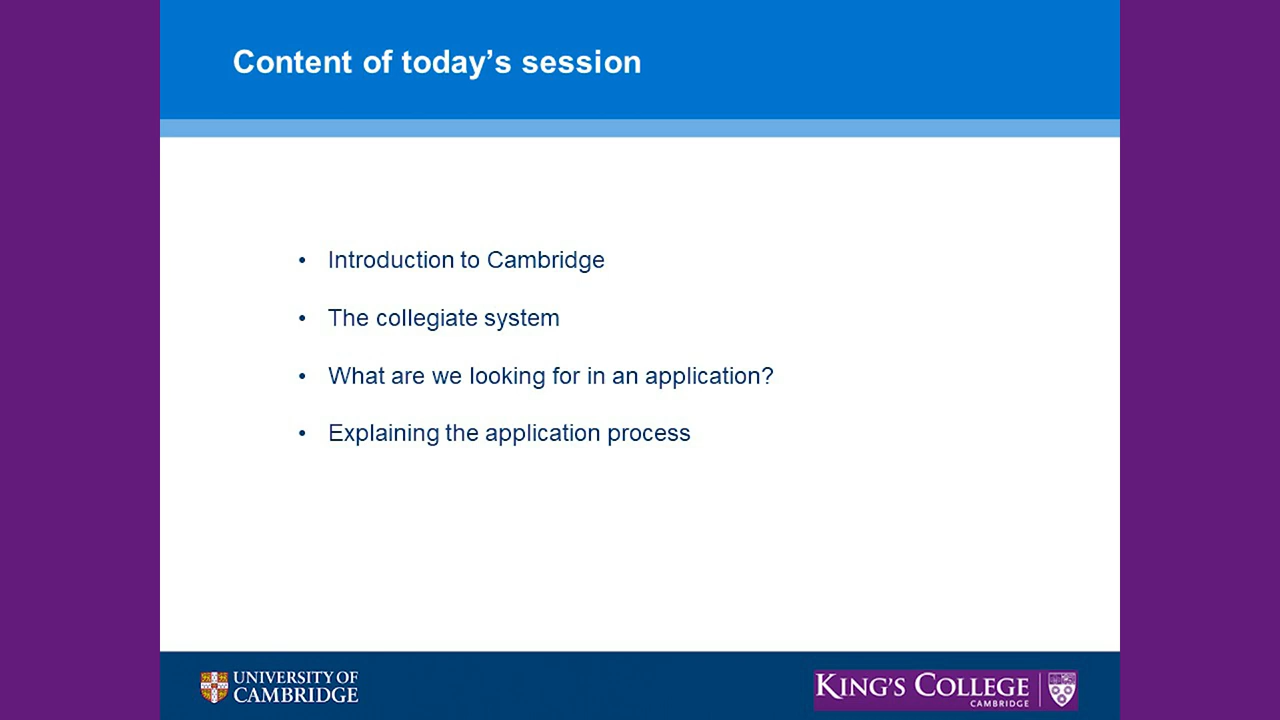 Content of today’s session
• Introduction to Cambridge
• The collegiate system
• What are we looking for in an application?
• Explaining the application process
UNIVERSITY OF
CAMBRIDGE
KING'S COLLEGE
CAMBRIDGE